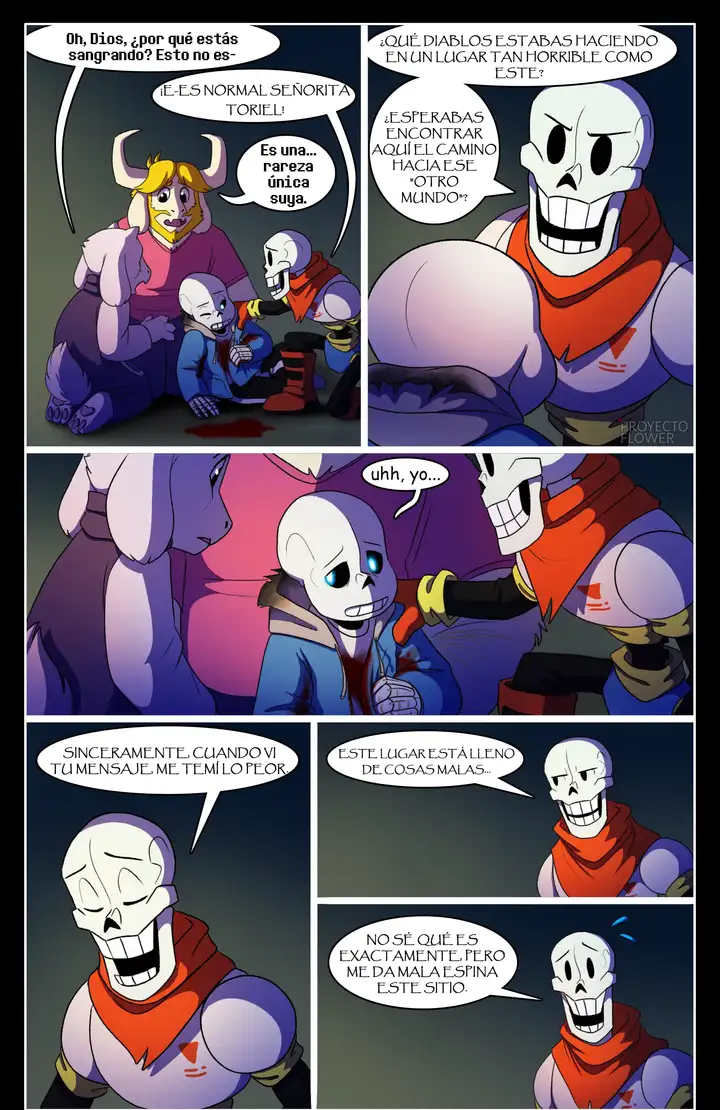 Oh, Dios, ¿por qué estás
sangrando? Esto no es-
¡E-ES NORMAL SEÑORITA
TORIEL!
Es una...
rareza
única
suya.
¿QUÉ DIABLOS ESTABAS HACIENDO
EN UN LUGAR TAN HORRIBLE COMO
ESTE?
¿ESPERABAS
ENCONTRAR
AQUÍ EL CAMINO
HACIA ESE
"OTRO
MUNDO"?
PROYECTO
FLOWER
uhh, yo...
SINCERAMENTE, CUANDO VI
TU MENSAJE, ME TEMÍ LO PEOR.
ESTE LUGAR ESTÁ LLENO
DE COSAS MALAS...
NO SÉ QUÉ ES
EXACTAMENTE, PERO
ME DA MALA ESPINA
ESTE SITIO.